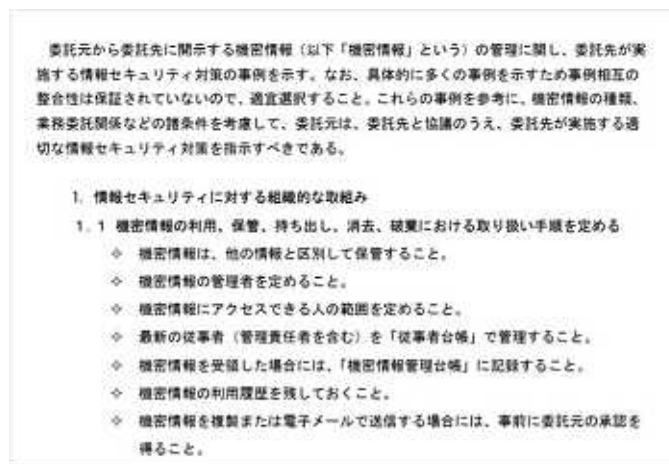 委託元から委託先に開示する機密情報（以下「機密情報」という）の管理に関し、委託先が実
施する情報セキュリティ対策の事例を示す。なお、具体的に多くの事例を示すため事例相互の
整合性は保証されていないので、適宜選択すること。これらの事例を参考に、機密情報の種類、
業務委託関係などの諸条件を考慮して、委託元は、委託先と協議のうえ、委託先が実施する適
切な情報セキュリティ対策を指示すべきである。
1. 情報セキュリティに対する組織的な取組み
1. 1 機密情報の利用、保管、持ち出し、消去、破棄における取り扱い手順を定める
✧ 機密情報は、他の情報と区別して保管すること。
✧ 機密情報の管理者を定めること。
✧ 機密情報にアクセスできる人の範囲を定めること。
✧ 最新の従事者（管理責任者を含む）を「従事者台帳」で管理すること。
✧ 機密情報を受領した場合には、「機密情報管理台帳」に記録すること。
✧ 機密情報の利用履歴を残しておくこと。
✧ 機密情報を複製または電子メールで送信する場合には、事前に委託元の承認を
得ること。